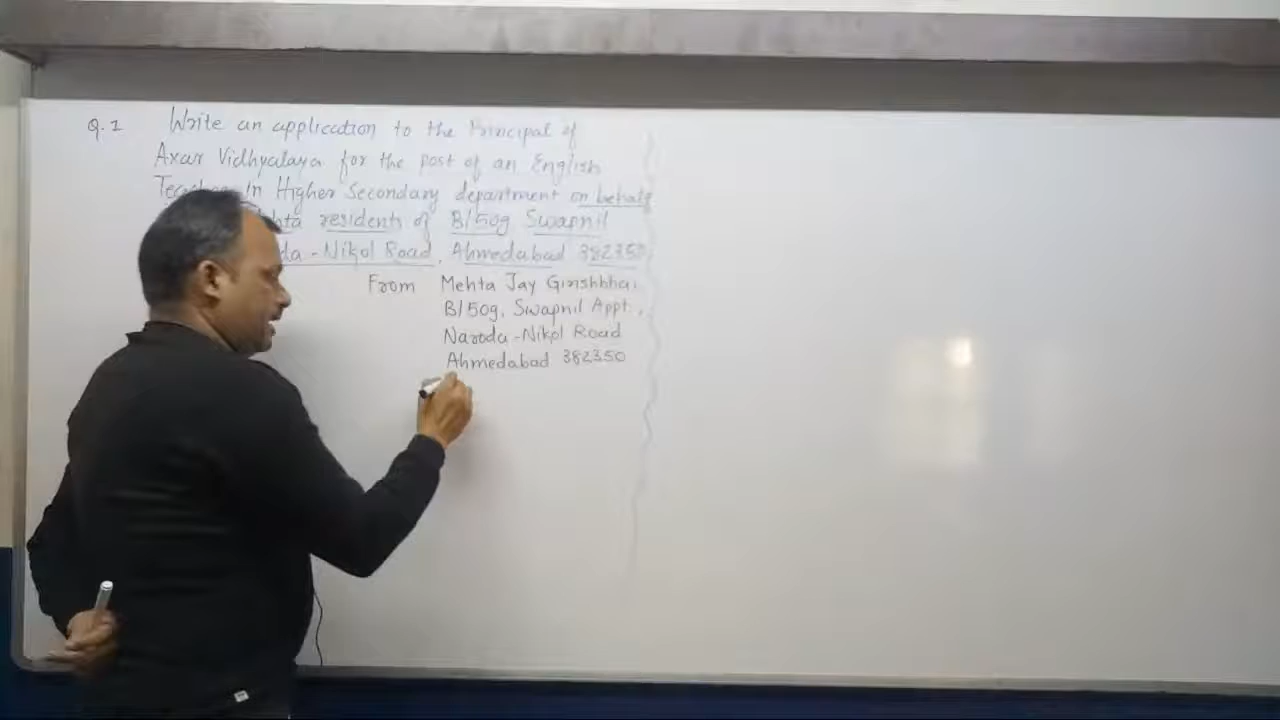 Q.1 Write an application to the Principal of
Axar Vidhyalaya for the post of an English
in Higher Secondary department on behalf
residents of B/509 Swapnil
- Nikol Road, Ahmedabad 382350
From Mehta Jay Girishbhai
B/509, Swapnil Appt.,
Naroda - Nikol Road
Ahmedabad 382350